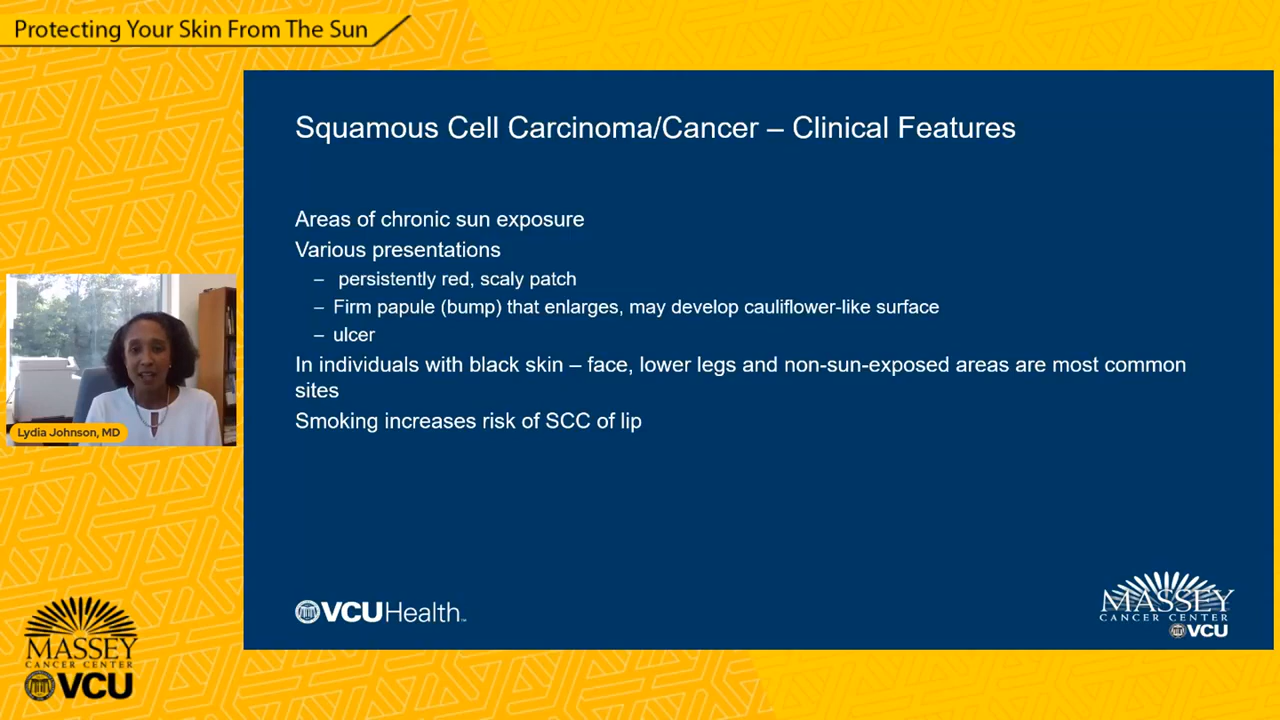 Protecting Your Skin From The Sun
Squamous Cell Carcinoma/Cancer – Clinical Features
Areas of chronic sun exposure
Various presentations
– persistently red, scaly patch
– Firm papule (bump) that enlarges, may develop cauliflower-like surface
– ulcer
In individuals with black skin – face, lower legs and non-sun-exposed areas are most common
sites
Smoking increases risk of SCC of lip
Lydia Johnson, MD
VCUHealth™
MASSEY
CANCER CENTER
VCU
MASSEY
CANCER CENTER
VCU